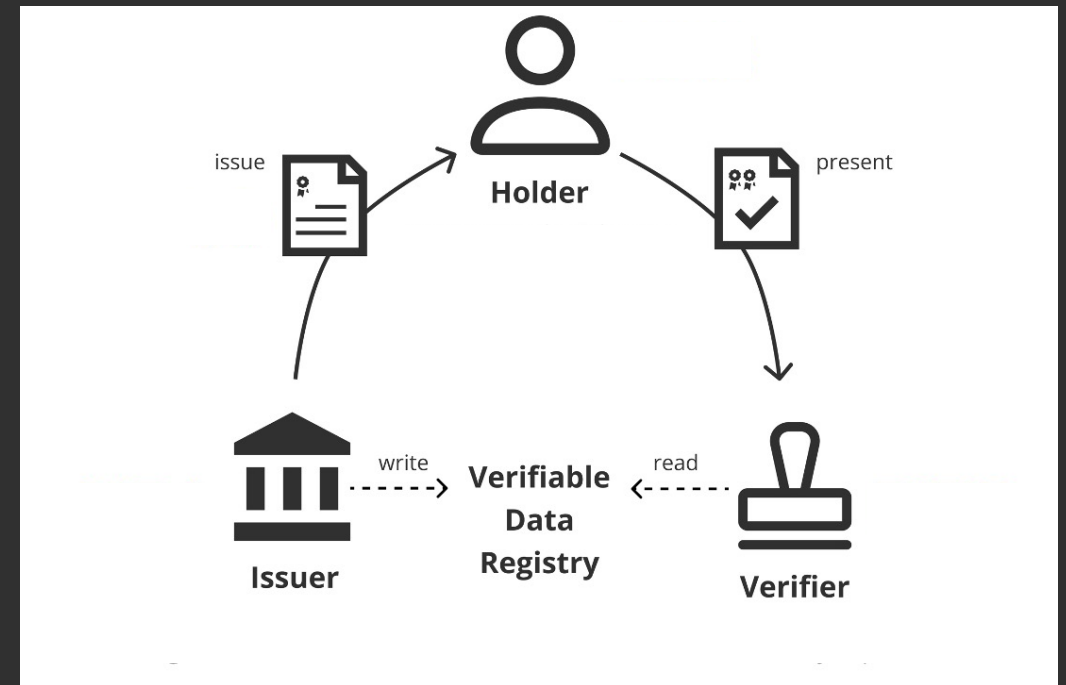 issue
present
Holder
write
read
Verifiable
Data
Registry
Issuer
Verifier